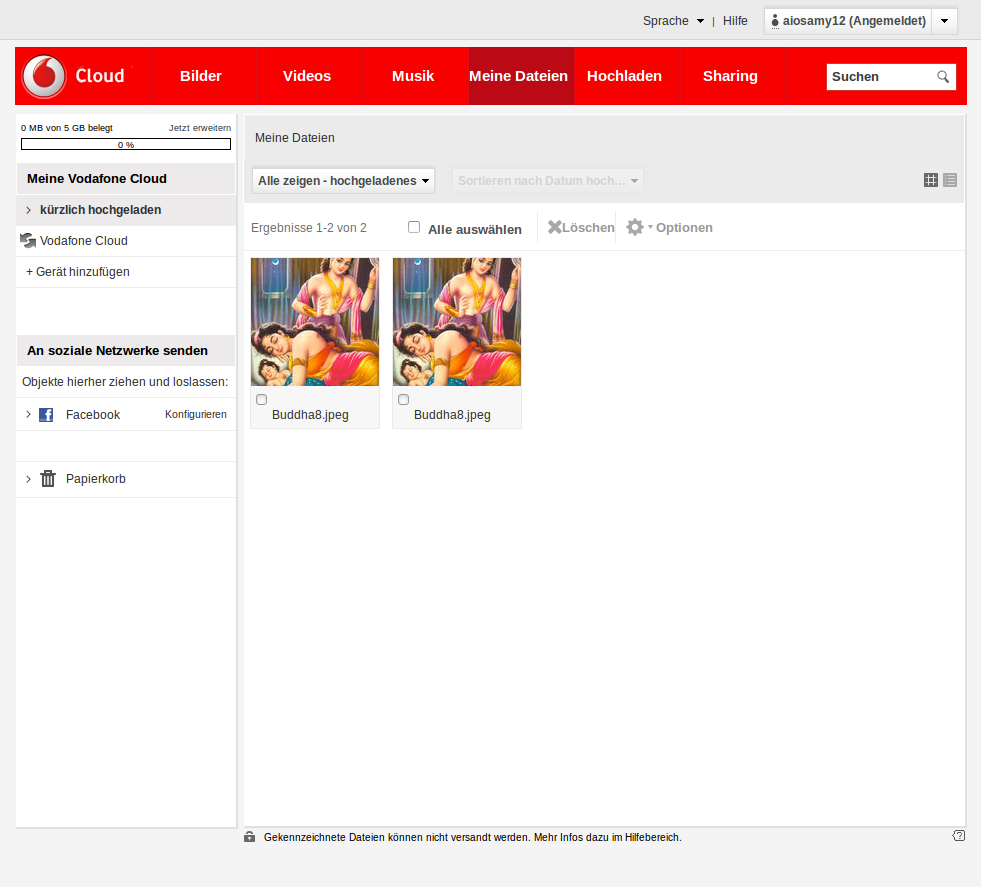 Sprache | Hilfe aiosamy12 (Angemeldet)
Cloud Bilder Videos Musik Meine Dateien Hochladen Sharing Suchen
0 MB von 5 GB belegt Jetzt erweitern
0 %
Meine Vodafone Cloud
kürzlich hochgeladen
Vodafone Cloud
+ Gerät hinzufügen
An soziale Netzwerke senden
Objekte hierher ziehen und loslassen:
Facebook Konfigurieren
Papierkorb
Meine Dateien
Alle zeigen - hochgeladenes Sortieren nach Datum hoch...
Ergebnisse 1-2 von 2 Alle auswählen Löschen Optionen
Buddha8.jpeg Buddha8.jpeg
Gekennzeichnete Dateien können nicht versandt werden. Mehr Infos dazu im Hilfebereich.